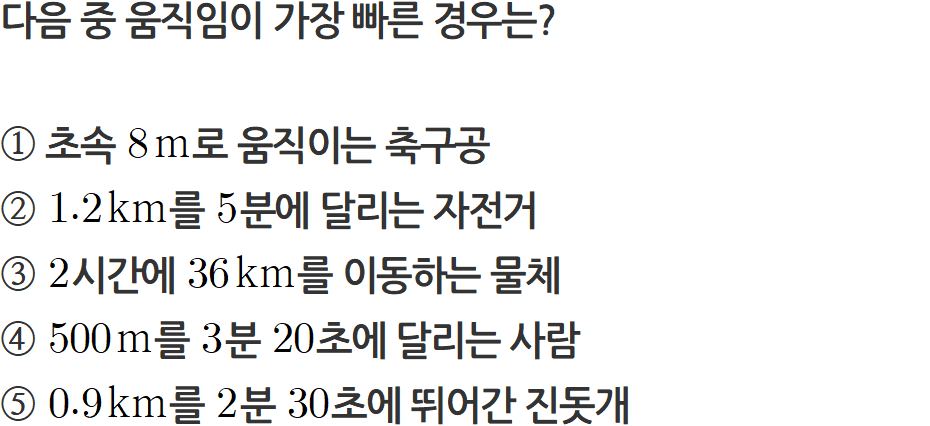 다음 중 움직임이 가장 빠른 경우는?
① 초속 8 m로 움직이는 축구공
② 1.2 km를 5분에 달리는 자전거
③ 2시간에 36 km를 이동하는 물체
④ 500 m를 3분 20초에 달리는 사람
⑤ 0.9 km를 2분 30초에 뛰어간 진돗개